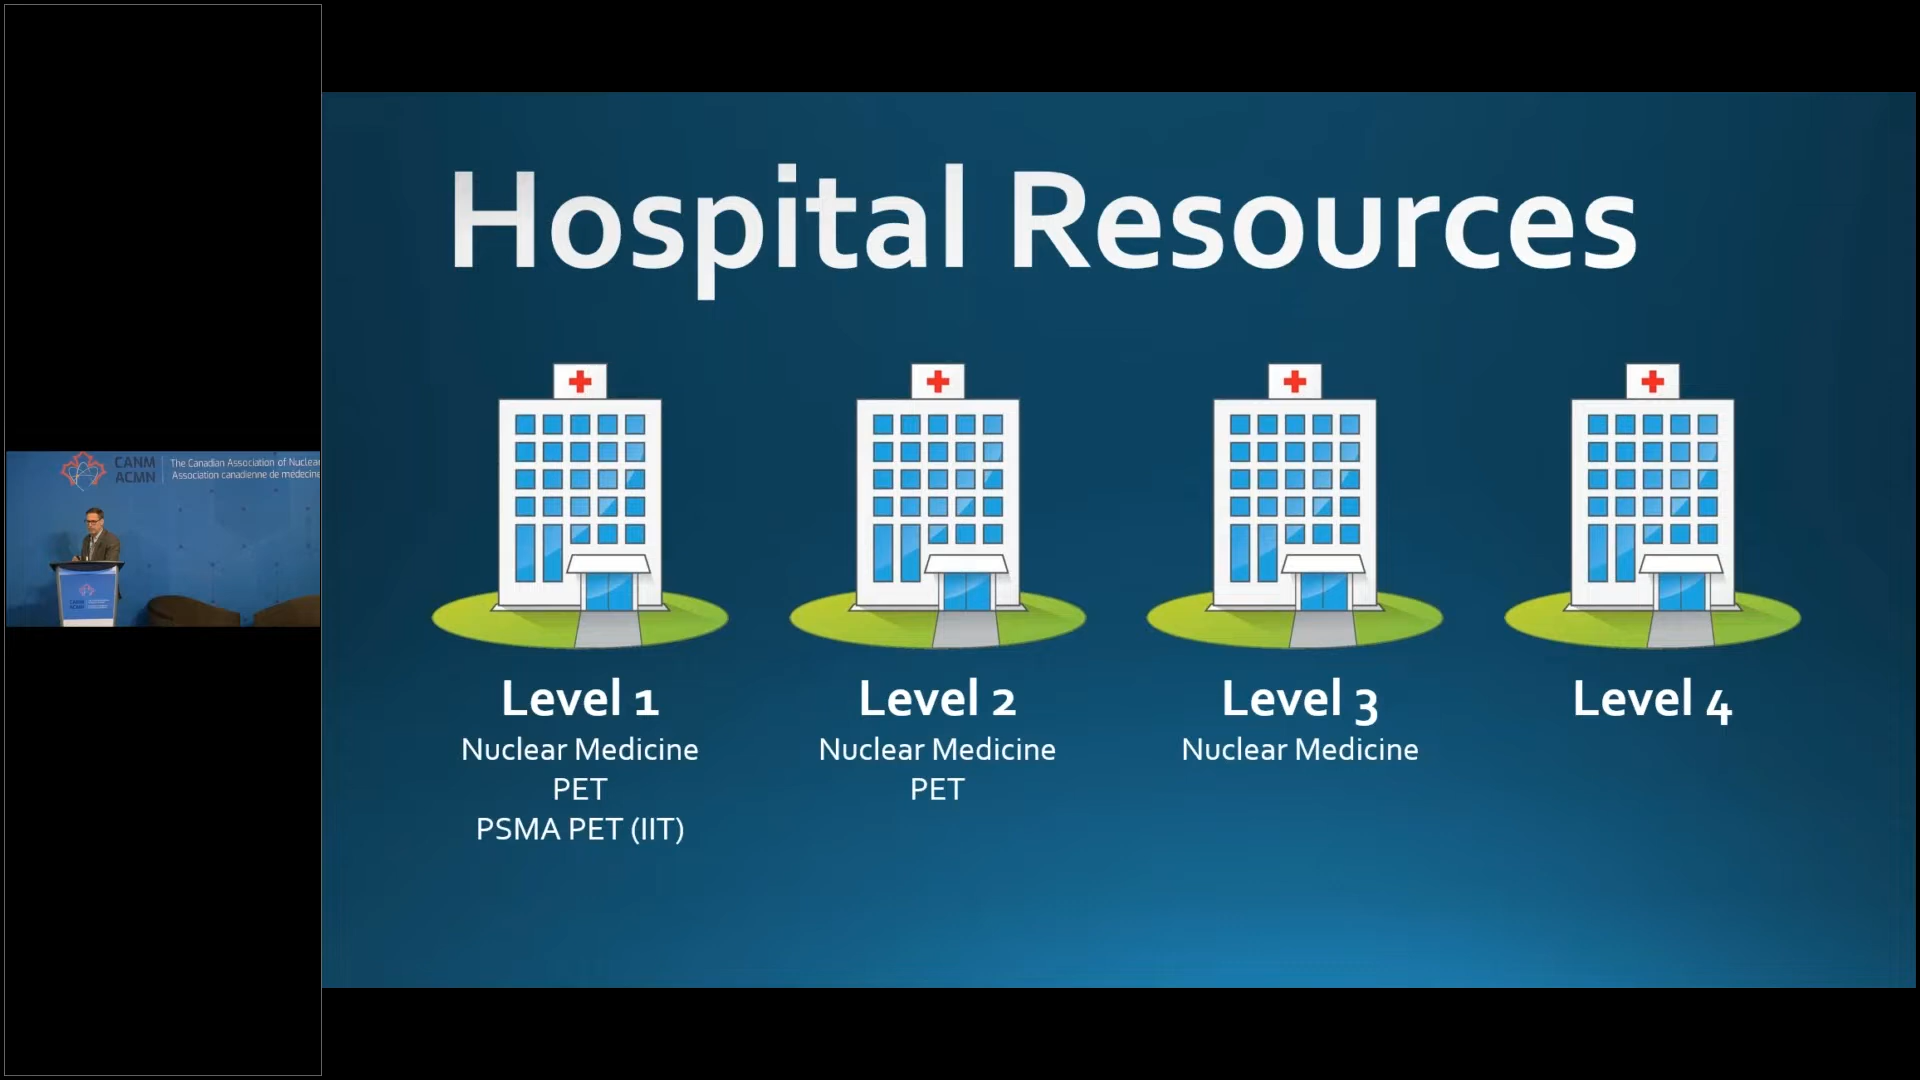 CANM
ACMN
The Canadian Association of Nuclear
Association canadienne de médecine
Hospital Resources
Level 1
Nuclear Medicine
PET
PSMA PET (IIT)
Level 2
Nuclear Medicine
PET
Level 3
Nuclear Medicine
Level 4